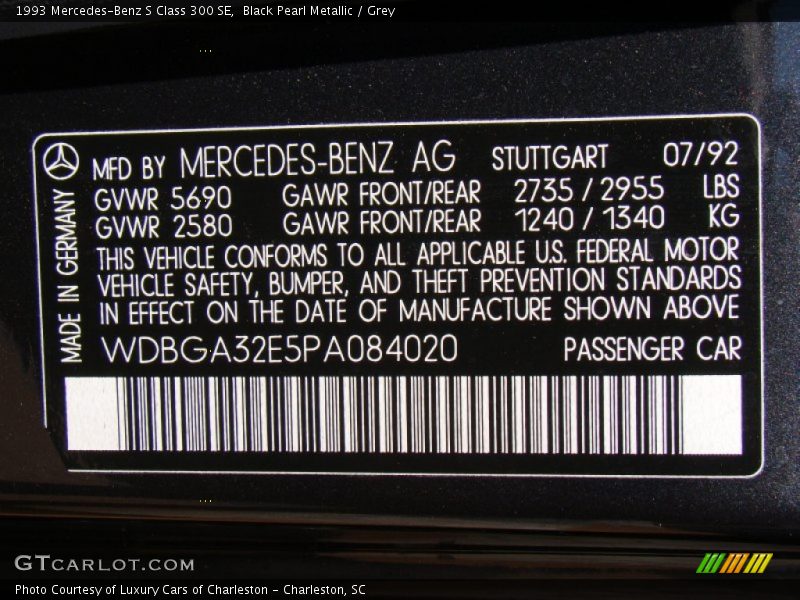 1993 Mercedes-Benz S Class 300 SE,  Black Pearl Metallic / Grey
MFD BY MERCEDES-BENZ AG STUTTGART 07/92
GVWR 5690 GAWR FRONT/REAR 2735 / 2955 LBS
GVWR 2580 GAWR FRONT/REAR 1240 / 1340 KG
THIS VEHICLE CONFORMS TO ALL APPLICABLE U.S. FEDERAL MOTOR
VEHICLE SAFETY, BUMPER, AND THEFT PREVENTION STANDARDS
IN EFFECT ON THE DATE OF MANUFACTURE SHOWN ABOVE
WDBGA32E5PA084020 PASSENGER CAR
MADE IN GERMANY
GTCARLOT.COM
Photo Courtesy of Luxury Cars of Charleston - Charleston, SC